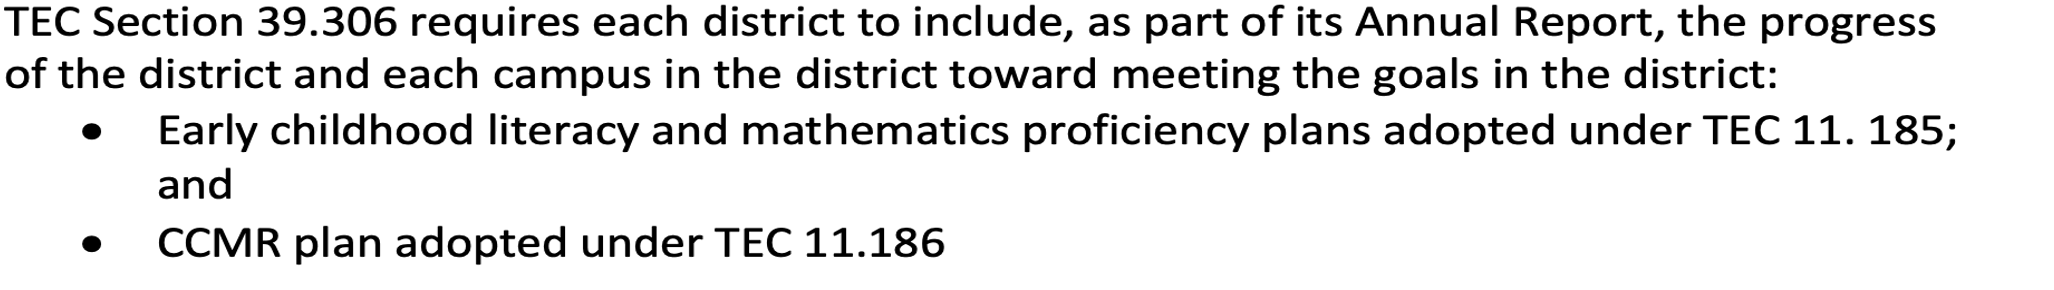 TEC Section 39.306 requires each district to include, as part of its Annual Report, the progress
of the district and each campus in the district toward meeting the goals in the district:
• Early childhood literacy and mathematics proficiency plans adopted under TEC 11. 185;
and
• CCMR plan adopted under TEC 11.186